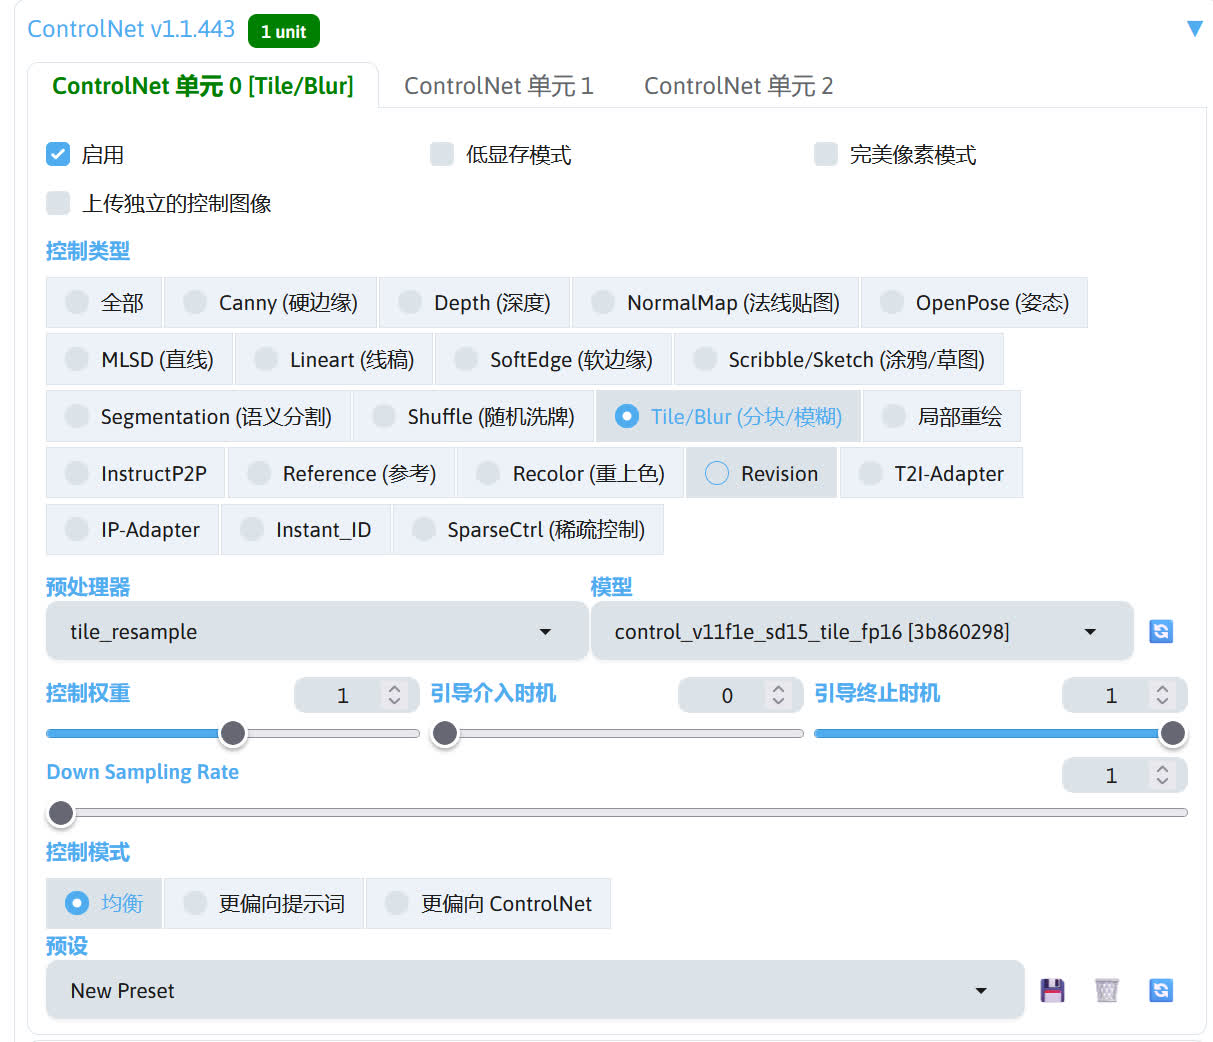 ControlNet v1.1.443 1 unit
ControlNet 单元 0 [Tile/Blur] ControlNet 单元 1 ControlNet 单元 2
启用 低显存模式 完美像素模式
上传独立的控制图像
控制类型
全部 Canny (硬边缘) Depth (深度) NormalMap (法线贴图) OpenPose (姿态)
MLSD (直线) Lineart (线稿) SoftEdge (软边缘) Scribble/Sketch (涂鸦/草图)
Segmentation (语义分割) Shuffle (随机洗牌) Tile/Blur (分块/模糊) 局部重绘
InstructP2P Reference (参考) Recolor (重上色) Revision T2I-Adapter
IP-Adapter Instant_ID SparseCtrl (稀疏控制)
预处理器 模型
tile_resample control_v11f1e_sd15_tile_fp16 [3b860298]
控制权重 1 引导介入时机 0 引导终止时机 1
Down Sampling Rate 1
控制模式
均衡 更偏向提示词 更偏向 ControlNet
预设
New Preset